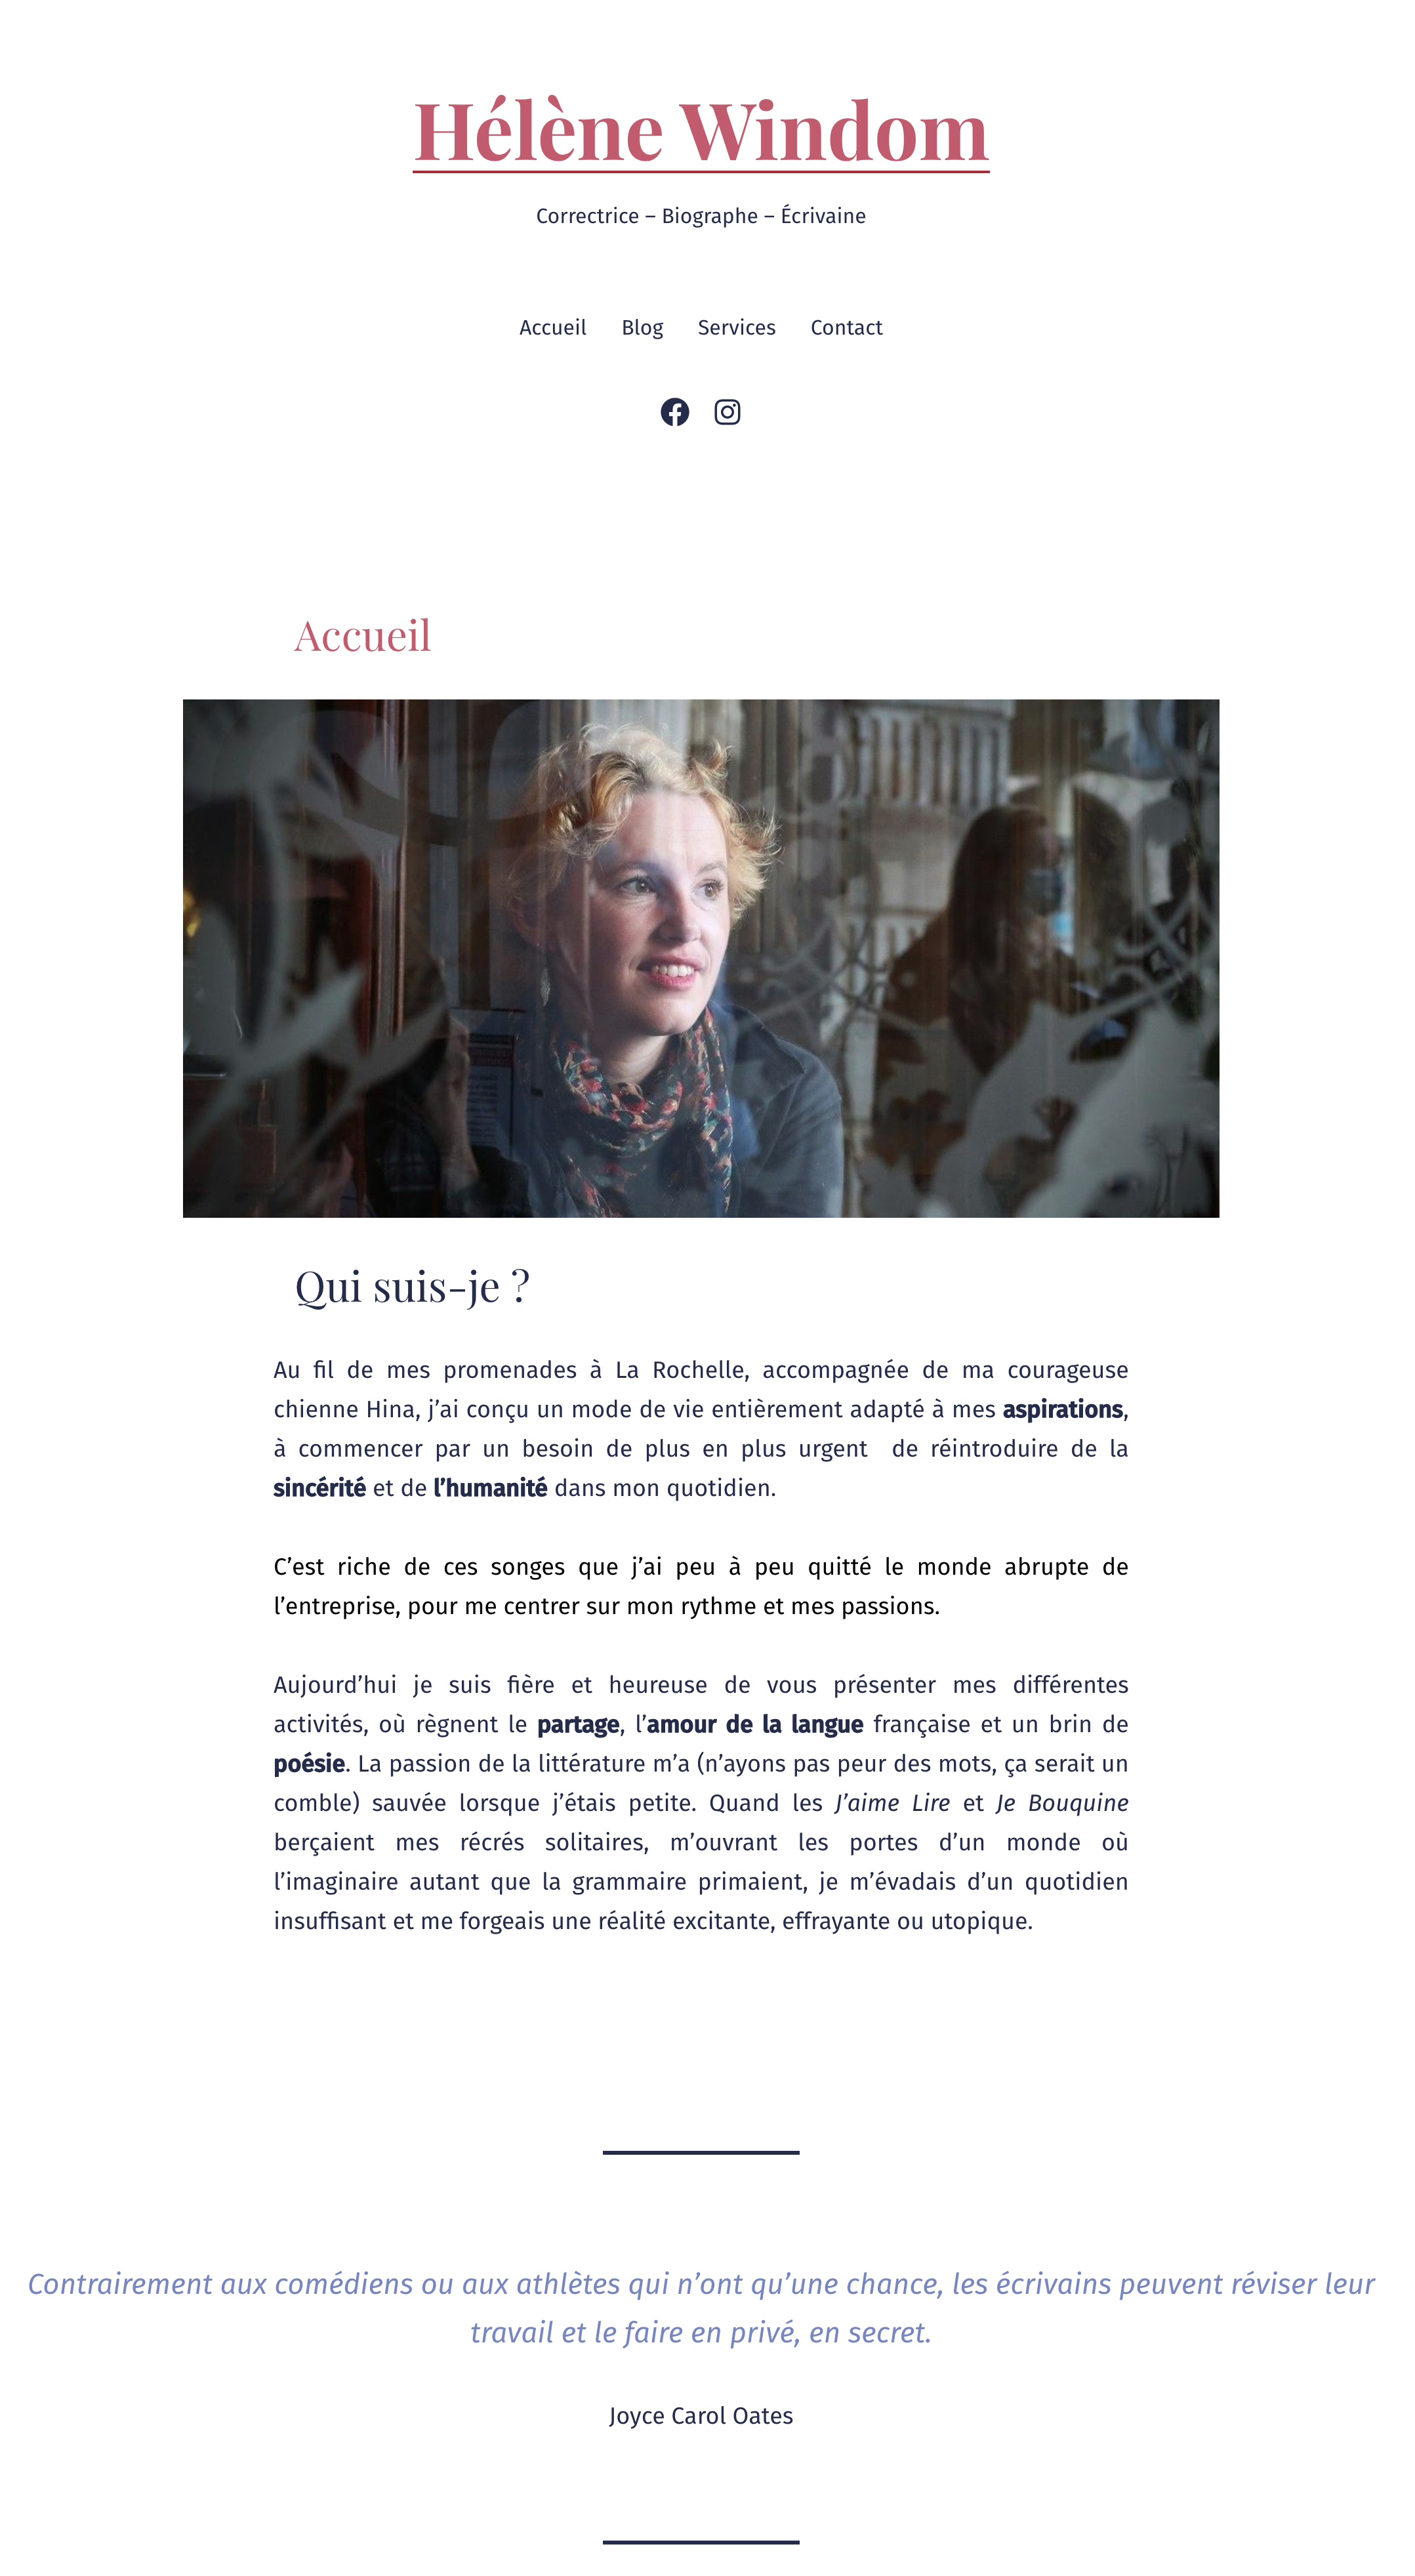 Hélène Windom
Correctrice – Biographe – Écrivaine
Accueil Blog Services Contact
Accueil
Qui suis-je ?
Au fil de mes promenades à La Rochelle, accompagnée de ma courageuse
chienne Hina, j’ai conçu un mode de vie entièrement adapté à mes aspirations,
à commencer par un besoin de plus en plus urgent  de réintroduire de la
sincérité et de l’humanité dans mon quotidien.
C’est riche de ces songes que j’ai peu à peu quitté le monde abrupte de
l’entreprise, pour me centrer sur mon rythme et mes passions.
Aujourd’hui je suis fière et heureuse de vous présenter mes différentes
activités, où règnent le partage, l’amour de la langue française et un brin de
poésie. La passion de la littérature m’a (n’ayons pas peur des mots, ça serait un
comble) sauvée lorsque j’étais petite. Quand les J’aime Lire et Je Bouquine
berçaient mes récrés solitaires, m’ouvrant les portes d’un monde où
l’imaginaire autant que la grammaire primaient, je m’évadais d’un quotidien
insuffisant et me forgeais une réalité excitante, effrayante ou utopique.
Contrairement aux comédiens ou aux athlètes qui n’ont qu’une chance, les écrivains peuvent réviser leur
travail et le faire en privé, en secret.
Joyce Carol Oates